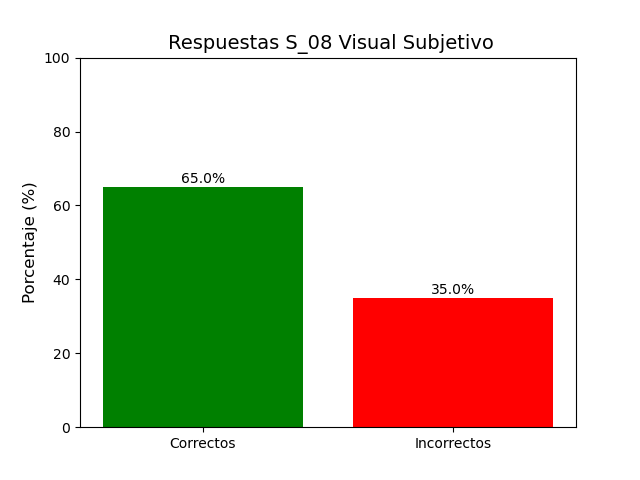 Respuestas S_08 Visual Subjetivo
Porcentaje (%)
100
80
60
40
20
0
65.0%
35.0%
Correctos
Incorrectos